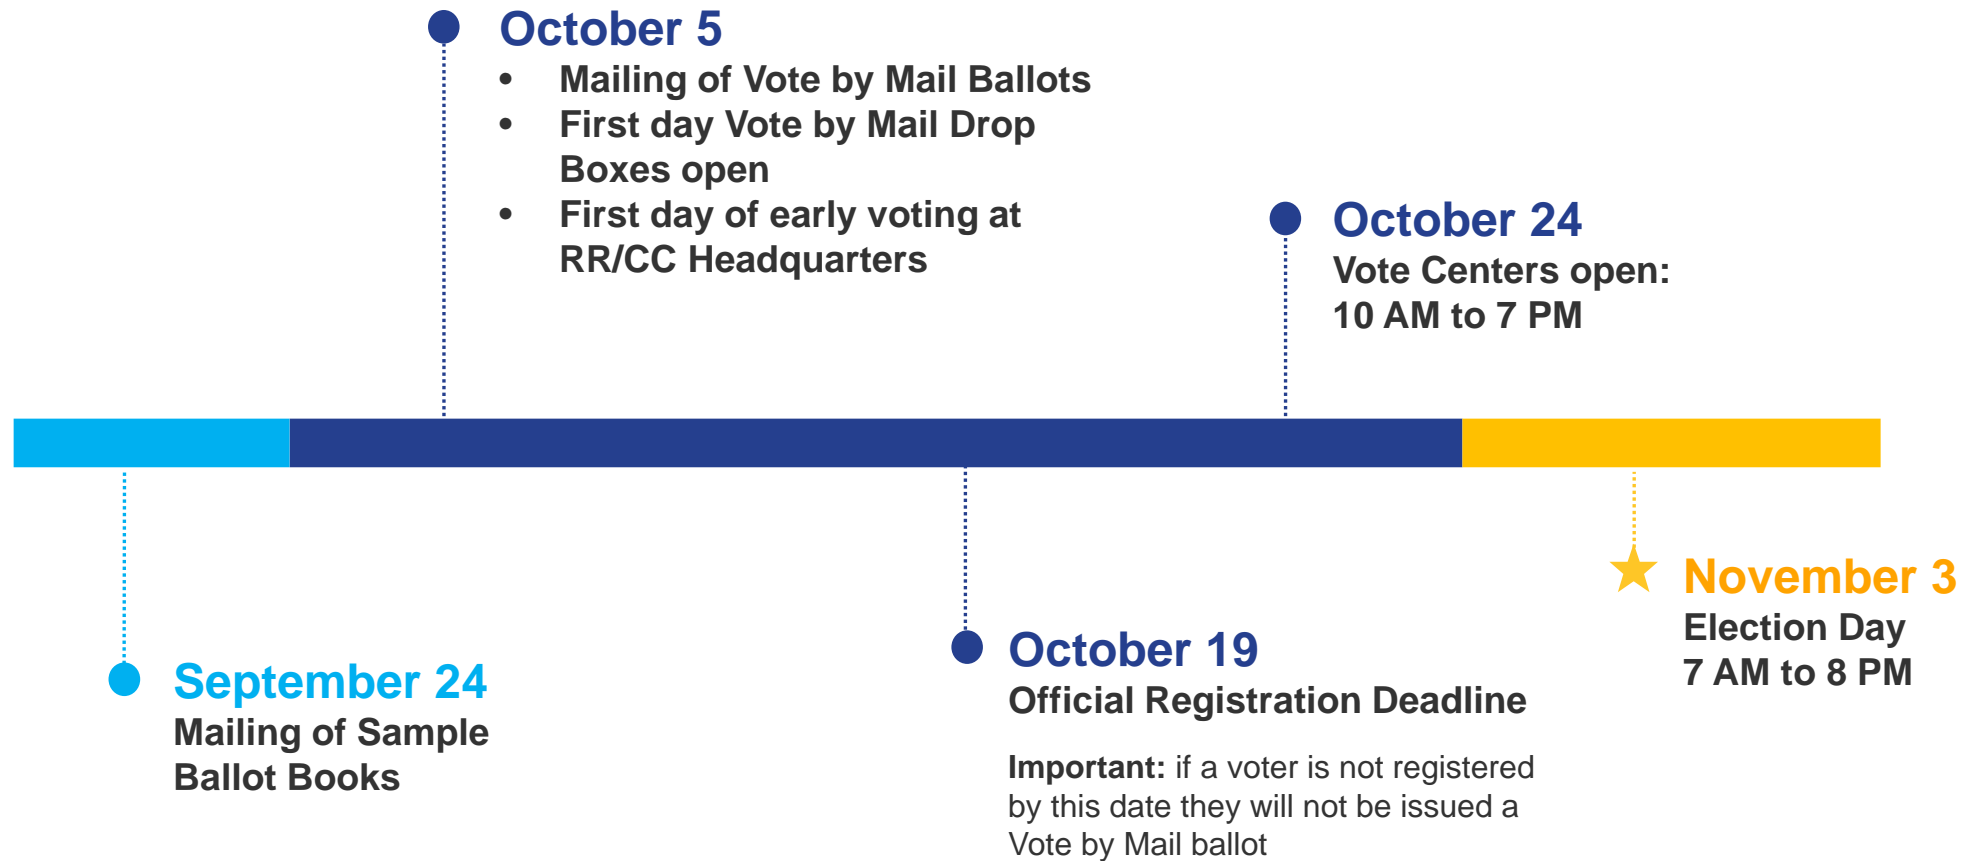 October 5
• Mailing of Vote by Mail Ballots
• First day Vote by Mail Drop
Boxes open
• First day of early voting at
RR/CC Headquarters
October 24
Vote Centers open:
10 AM to 7 PM
September 24
Mailing of Sample
Ballot Books
October 19
Official Registration Deadline
Important: if a voter is not registered
by this date they will not be issued a
Vote by Mail ballot
November 3
Election Day
7 AM to 8 PM